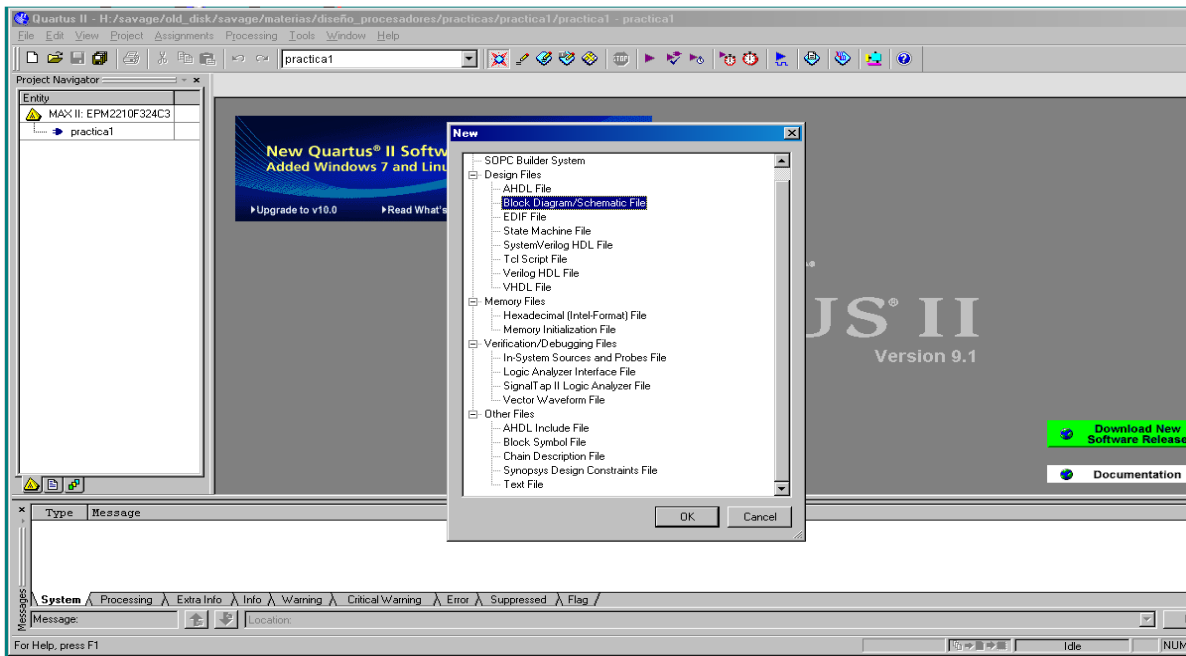 Quartus II - H:/savage/old_disk/savage/materias/diseño_procesadores/practicas/practica1/practica1 - practica1
File Edit View Project Assignments Processing Tools Window Help
practica1
Project Navigator
Entity
MAX II: EPM2210F324C3
practica1
New Quartus® II Softw
Added Windows 7 and Linu
Upgrade to v10.0 Read What's
New
SOPC Builder System
Design Files
AHDL File
Block Diagram/Schematic File
EDIF File
State Machine File
SystemVerilog HDL File
Tcl Script File
Verilog HDL File
VHDL File
Memory Files
Hexadecimal (Intel-Format) File
Memory Initialization File
Verification/Debugging Files
In-System Sources and Probes File
Logic Analyzer Interface File
SignalTap II Logic Analyzer File
Vector Waveform File
Other Files
AHDL Include File
Block Symbol File
Chain Description File
Synopsys Design Constraints File
Text File
OK Cancel
US® II
Version 9.1
Download New
Software Release
Documentation
Type Message
Messages
System Processing Extra Info Info Warning Critical Warning Error Suppressed Flag
Message: Location:
For Help, press F1 Idle NUM